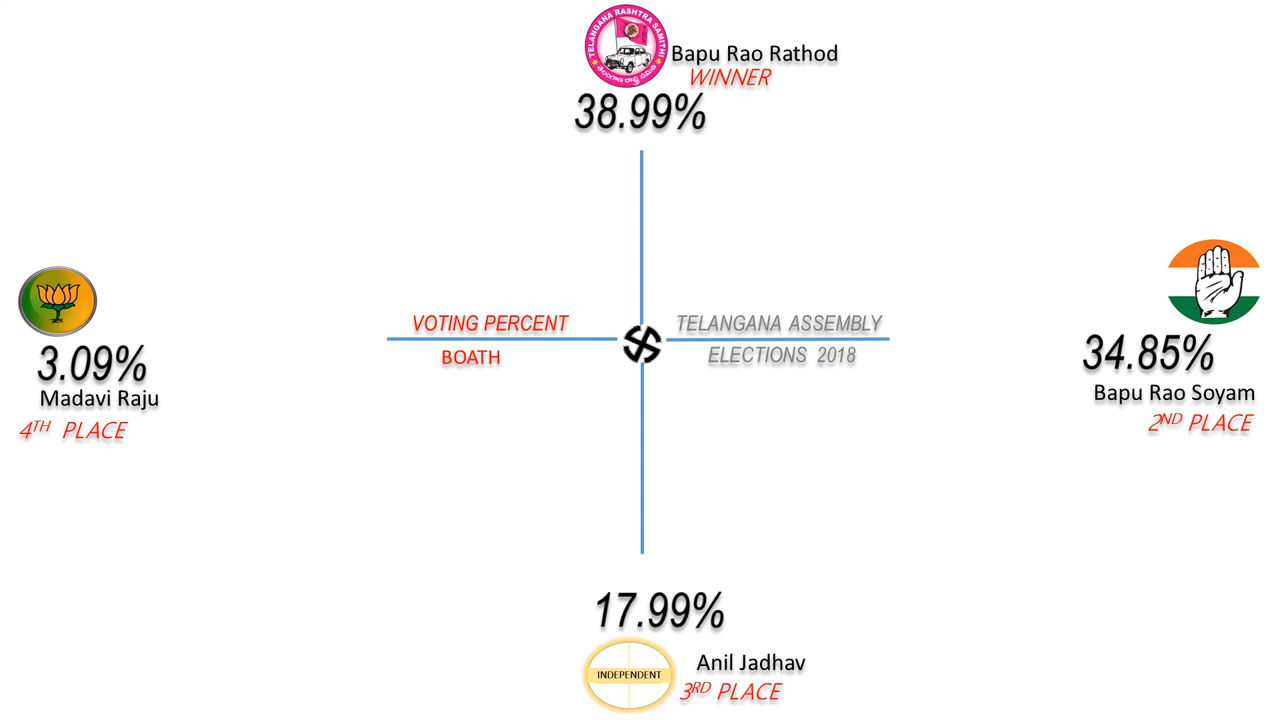 TELANGANA RASHTRA SAMITHI
తెలంగాణ రాష్ట్ర సమితి
Bapu Rao Rathod
WINNER
38.99%
VOTING PERCENT
BOATH
TELANGANA ASSEMBLY
ELECTIONS 2018
3.09%
Madavi Raju
4TH PLACE
34.85%
Bapu Rao Soyam
2ND PLACE
17.99%
INDEPENDENT
Anil Jadhav
3RD PLACE